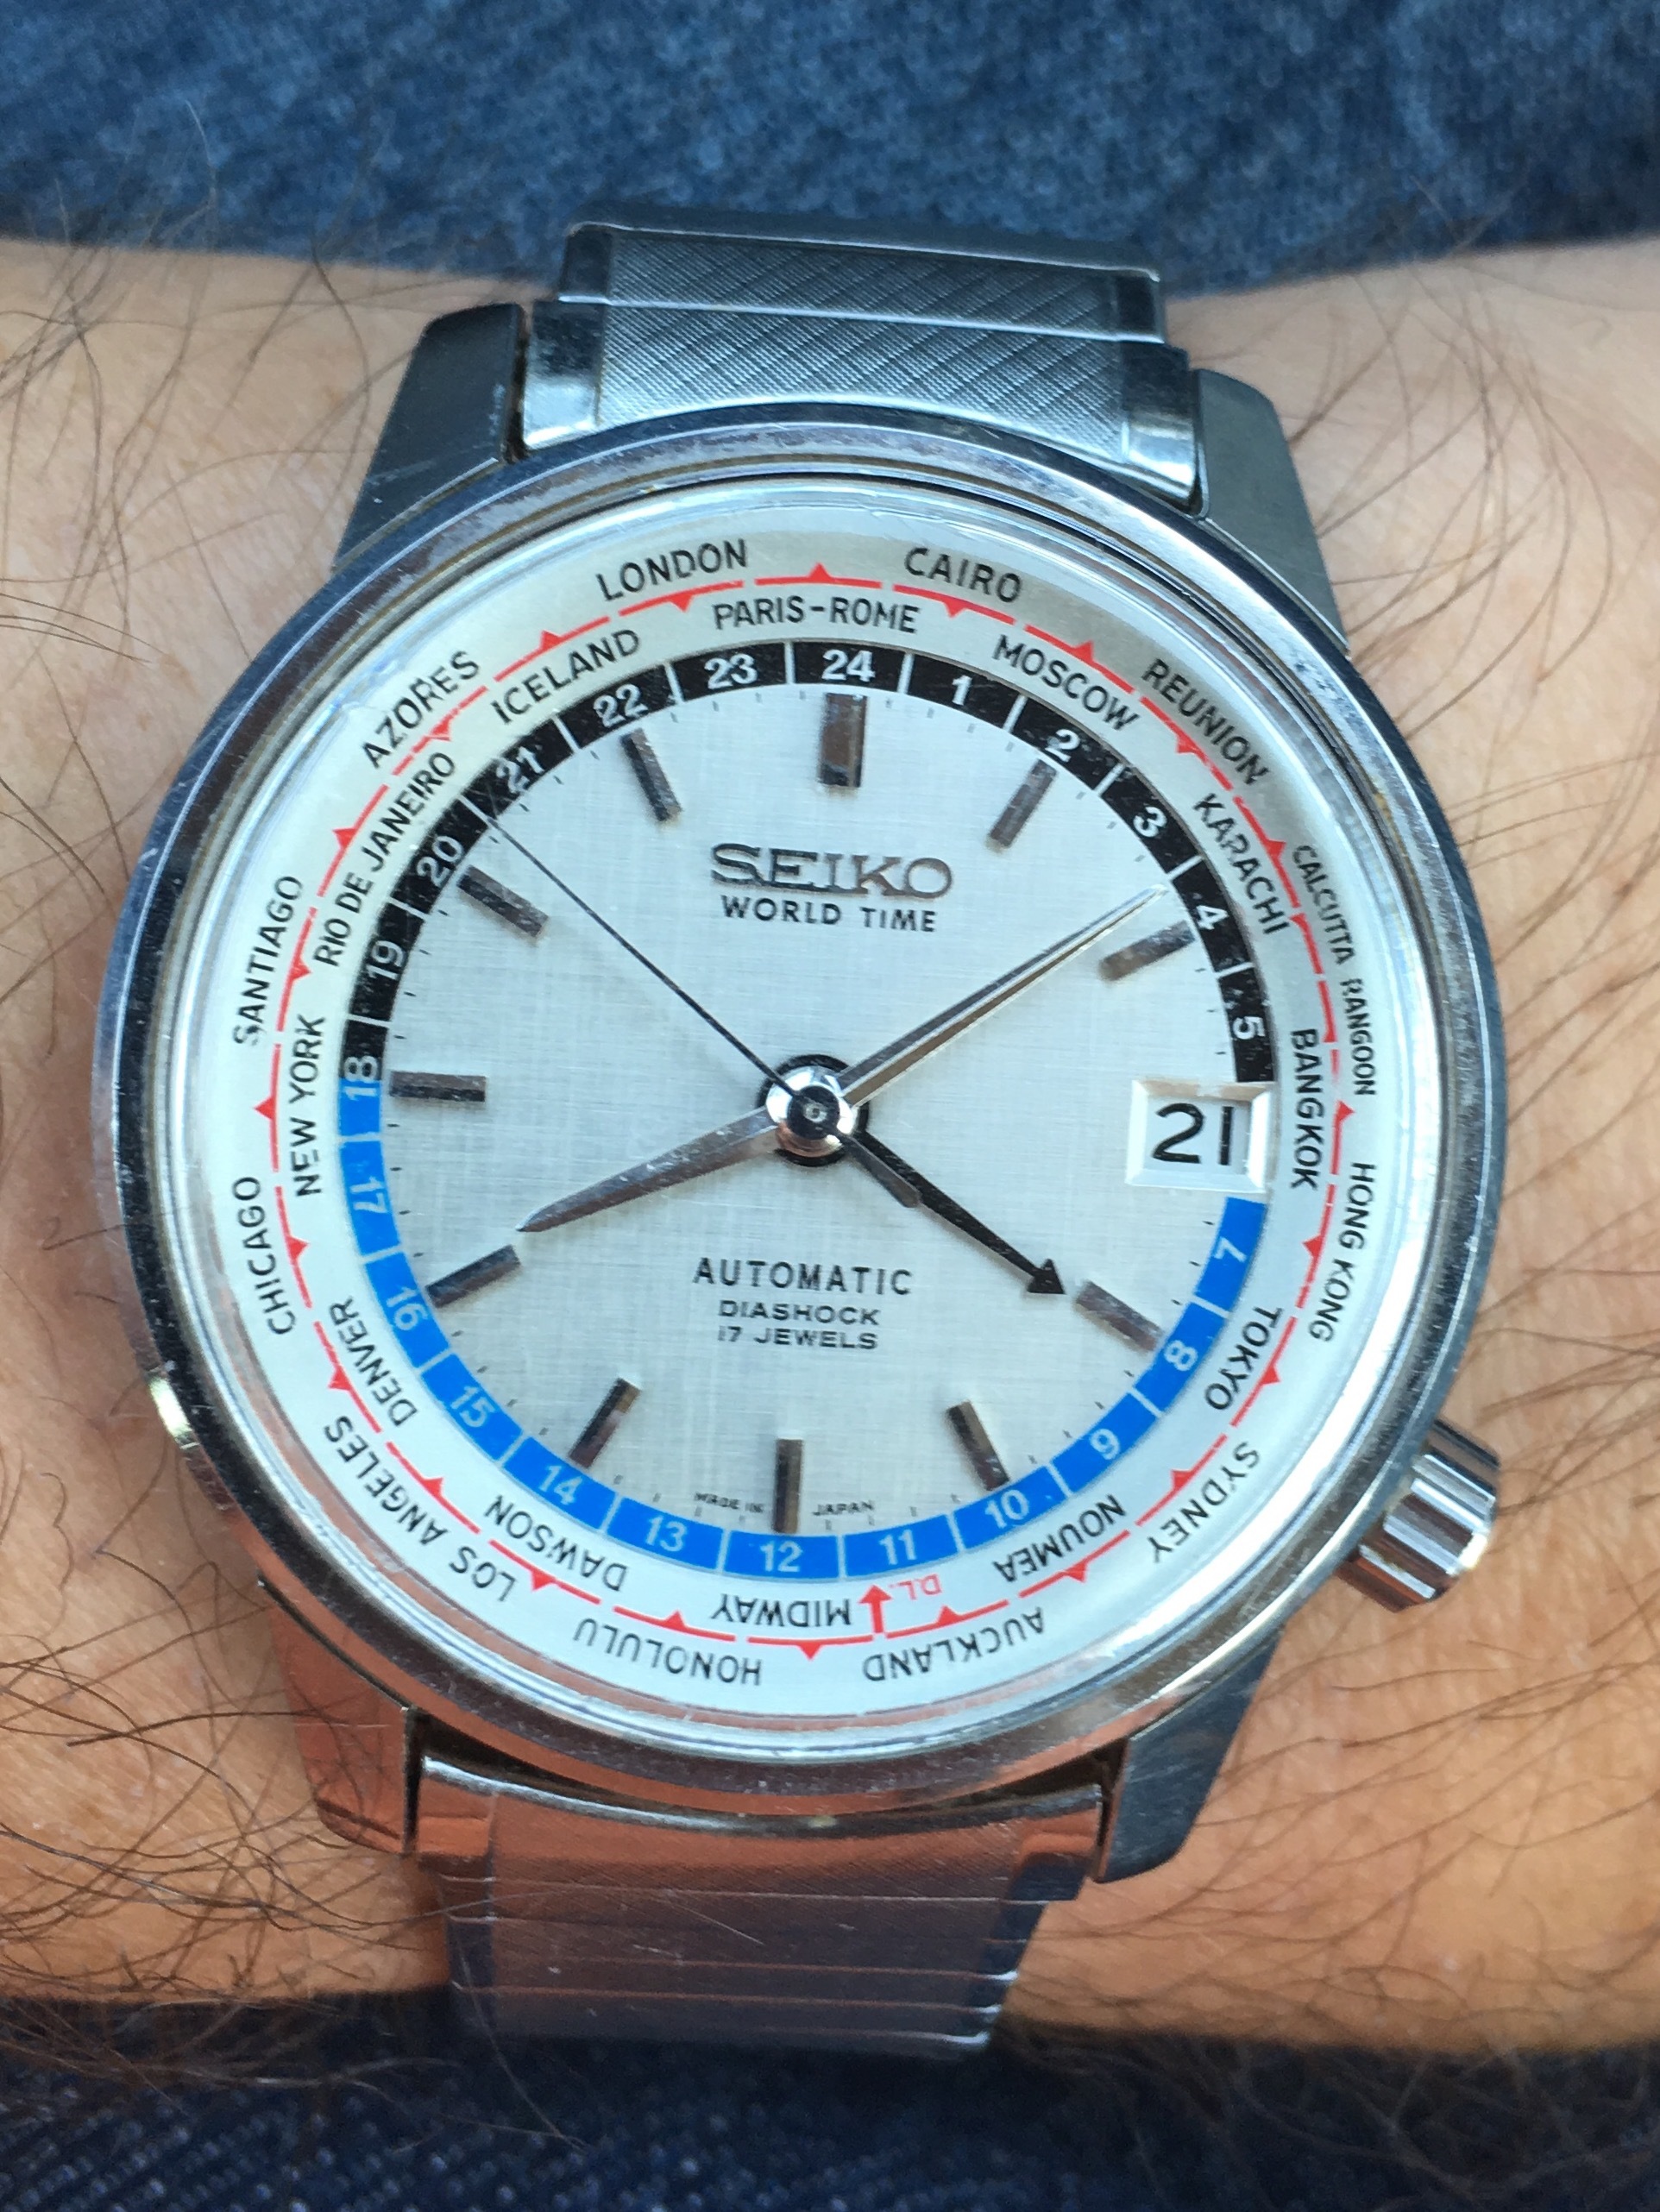 LONDON
CAIRO
REUNION
CALCUTTA
RANGOON
HONG KONG
SYDNEY
AUCKLAND
HONOLULU
LOS ANGELES
CHICAGO
SANTIAGO
AZORES
PARIS-ROME
MOSCOW
KARACHI
BANGKOK
TOKYO
NOUMEA
D.L.
MIDWAY
DAWSON
DENVER
NEW YORK
RIO DE JANEIRO
ICELAND
24 1 2 3 4 5 7 8 9 10 11 12 13 14 15 16 17 18 19 20 21 22 23
SEIKO
WORLD TIME
21
AUTOMATIC
DIASHOCK
17 JEWELS
MADE IN JAPAN